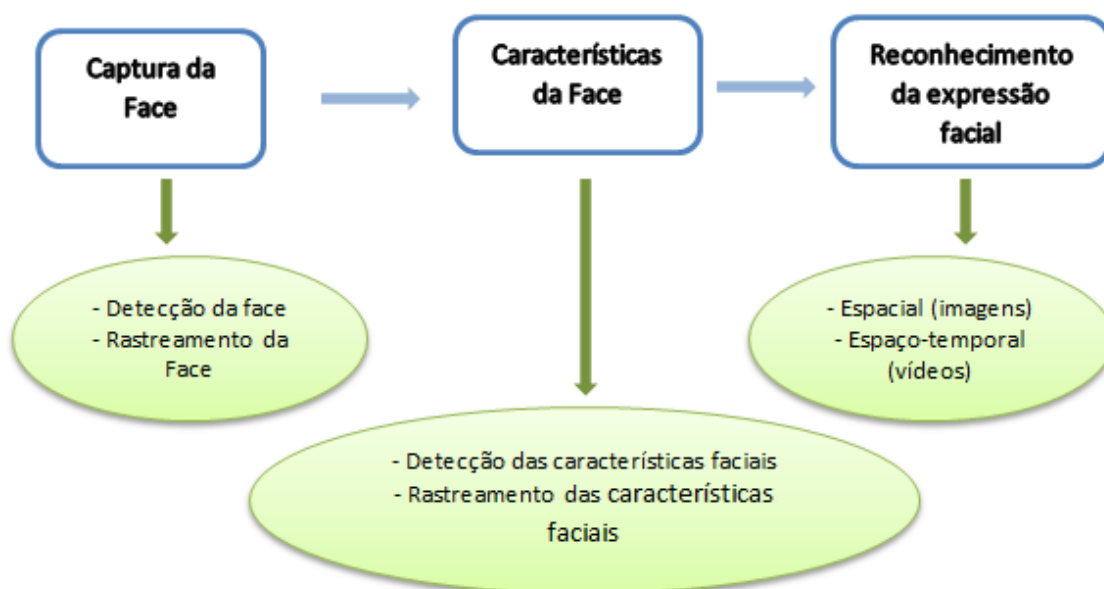 Captura da
Face
Características
da Face
Reconhecimento
da expressão
facial
- Detecção da face
- Rastreamento da
Face
- Detecção das características faciais
- Rastreamento das características
faciais
- Espacial (imagens)
- Espaço-temporal
(vídeos)